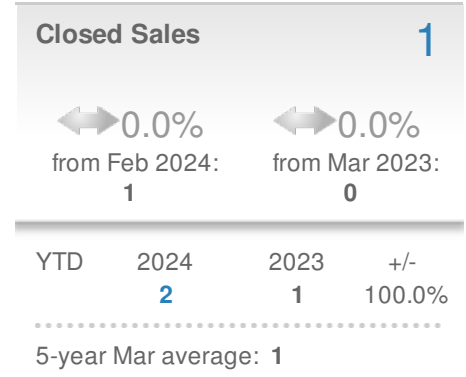 Closed Sales 1
0.0% 0.0%
from Feb 2024: from Mar 2023:
1 0
YTD 2024 2023 +/-
2 1 100.0%
5-year Mar average: 1